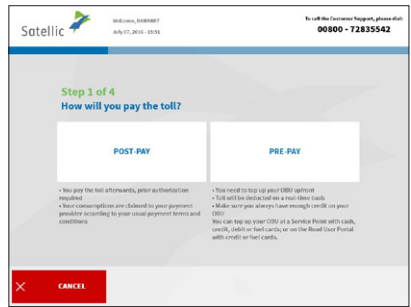 Satellic
Welcome, DRIVER7
July 07, 2016 - 15:51
To call the Customer Support, please dial:
00800 - 72835542
Step 1 of 4
How will you pay the toll?
POST-PAY
PRE-PAY
• You pay the toll afterwards, prior authorization
required
• Your consumptions are claimed to your payment
provider according to your usual payment terms and
conditions
• You need to top up your OBU upfront
• Toll will be deducted on a real-time basis
• Make sure you always have enough credit on your
OBU
You can top up your OBU at a Service Point with cash,
credit, debit or fuel cards; or on the Road User Portal
with credit or fuel cards.
CANCEL